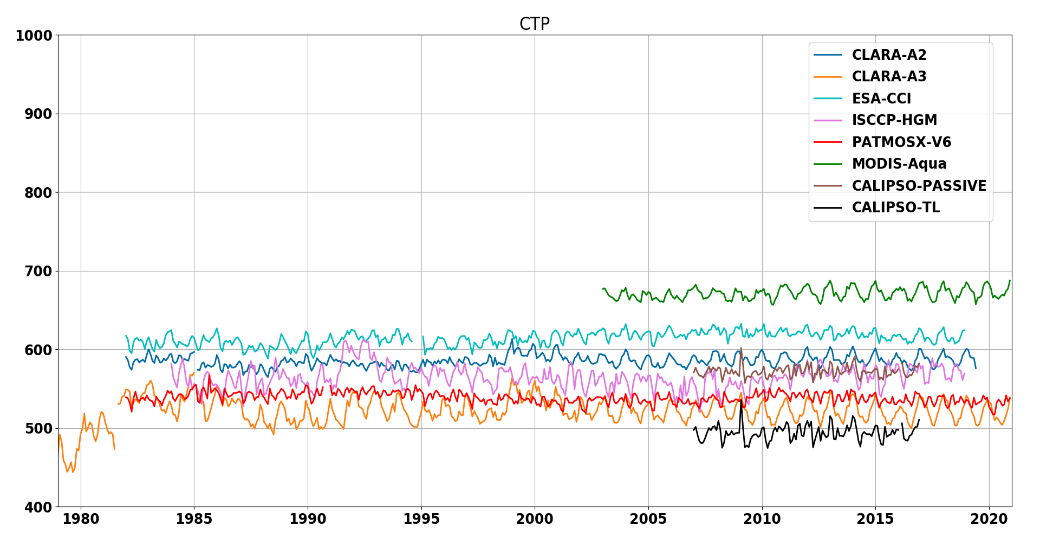 CTP
1000
900
800
700
600
500
400
1980 1985 1990 1995 2000 2005 2010 2015 2020
CLARA-A2
CLARA-A3
ESA-CCI
ISCCP-HGM
PATMOSX-V6
MODIS-Aqua
CALIPSO-PASSIVE
CALIPSO-TL